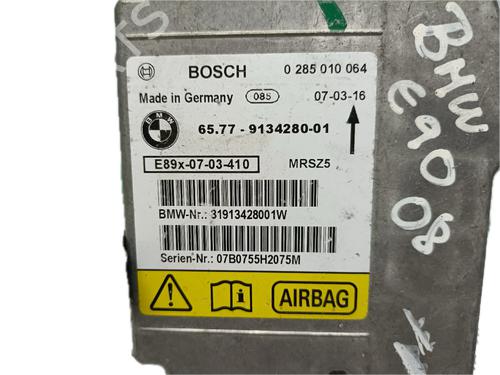 BOSCH 0 285 010 064
Made in Germany 085 07-03-16
BMW
65.77 - 9134280-01
E89x-07-03-410 MRSZ5
BMW-Nr.: 31913428001W
Serien-Nr.: 07B0755H2075M
AIRBAG
BMW
E90 08